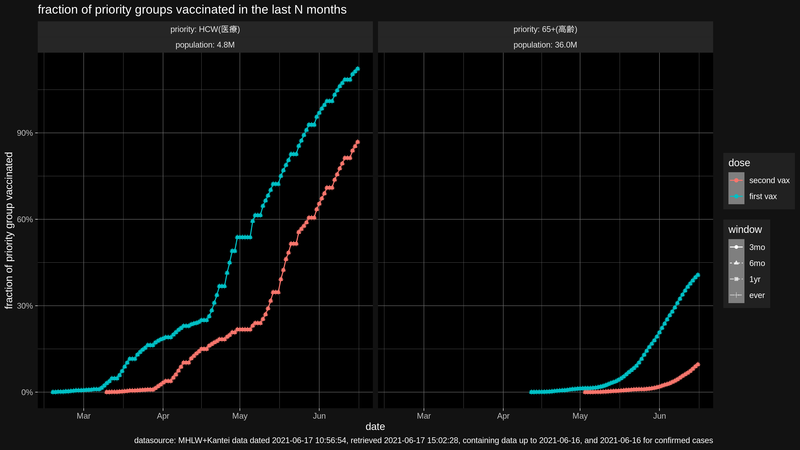 fraction of priority groups vaccinated in the last N months
priority: HCW(医療)
population: 4.8M
priority: 65+(高齢)
population: 36.0M
fraction of priority group vaccinated
90%
60%
30%
0%
Mar
Apr
May
Jun
Mar
Apr
May
Jun
date
dose
second vax
first vax
window
3mo
6mo
1yr
ever
datasource: MHLW+Kantei data dated 2021-06-17 10:56:54, retrieved 2021-06-17 15:02:28, containing data up to 2021-06-16, and 2021-06-16 for confirmed cases